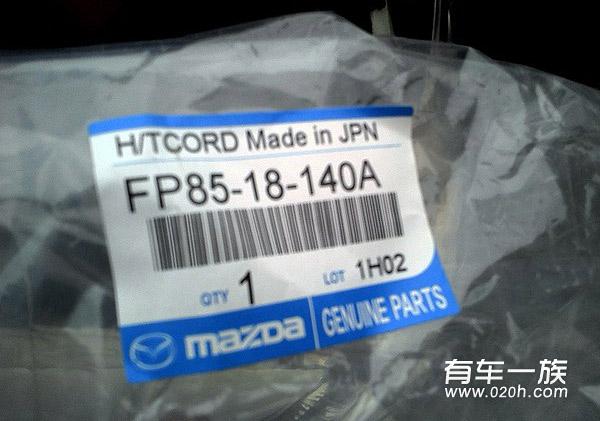 H/TCORD Made in JPN
FP85-18-140A
QTY 1 LOT 1H02
mazda GENUINE PARTS
有车一族
www.020h.com